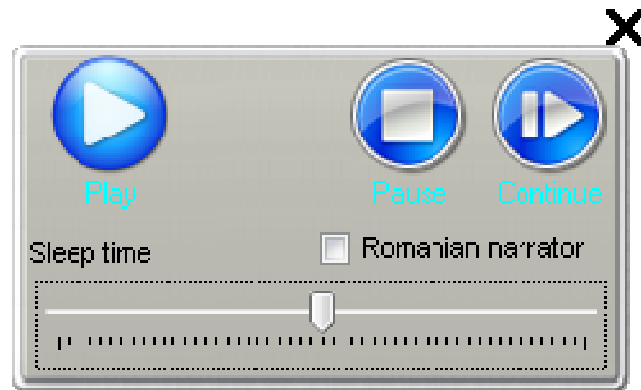 Play
Pause
Continue
Sleep time
Romanian narrator